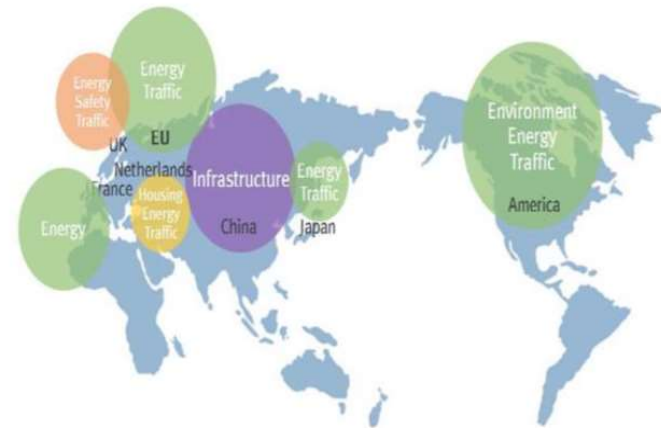 Energy
Traffic
EU
Energy
Safety
Traffic
UK
Netherlands
France
Energy
Housing
Energy
Traffic
Infrastructure
China
Energy
Traffic
Japan
Environment
Energy
Traffic
America